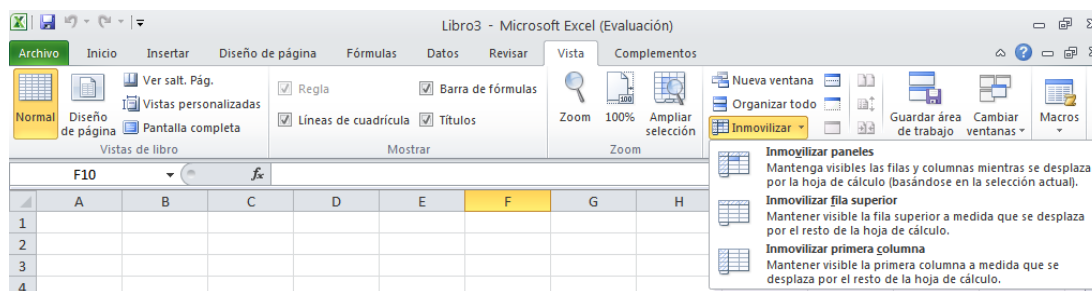 Libro3 - Microsoft Excel (Evaluación)
Archivo Inicio Insertar Diseño de página Fórmulas Datos Revisar Vista Complementos
Normal
Diseño
de página
Ver salt. Pág.
Vistas personalizadas
Pantalla completa
Vistas de libro
Regla
Barra de fórmulas
Líneas de cuadrícula
Títulos
Mostrar
Zoom
100
100%
Ampliar
selección
Zoom
Nueva ventana
Organizar todo
Inmovilizar
Guardar área
de trabajo
Cambiar
ventanas
Macros
Inmovilizar paneles
Mantenga visibles las filas y columnas mientras se desplaza
por la hoja de cálculo (basándose en la selección actual).
Inmovilizar fila superior
Mantener visible la fila superior a medida que se desplaza
por el resto de la hoja de cálculo.
Inmovilizar primera columna
Mantener visible la primera columna a medida que se
desplaza por el resto de la hoja de cálculo.
F10 fx
A B C D E F G H
1
2
3
4